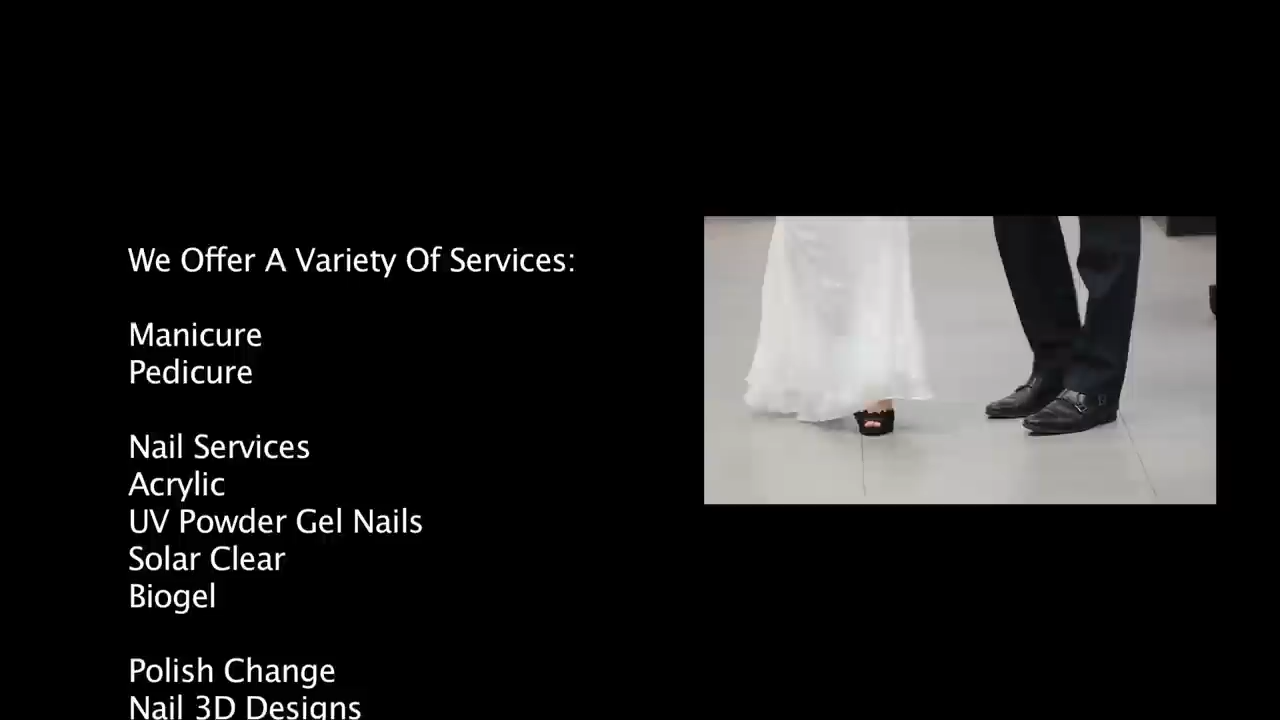 We Offer A Variety Of Services:
Manicure
Pedicure
Nail Services
Acrylic
UV Powder Gel Nails
Solar Clear
Biogel
Polish Change
Nail 3D Designs